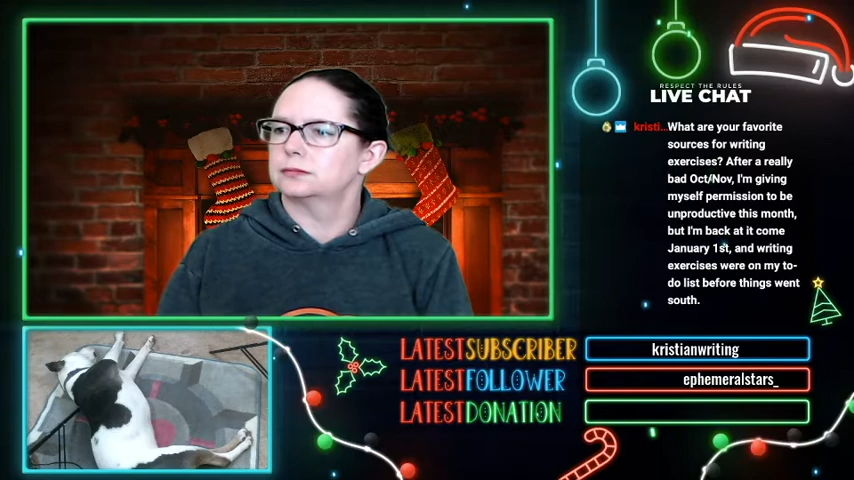 RESPECT THE RULES
LIVE CHAT
kristi... What are your favorite
sources for writing
exercises? After a really
bad Oct/Nov, I'm giving
myself permission to be
unproductive this month,
but I'm back at it come
January 1st, and writing
exercises were on my to-
do list before things went
south.
LATESTSUBSCRIBER kristianwriting
LATESTFOLLOWER ephemeralstars_
LATESTDONATION